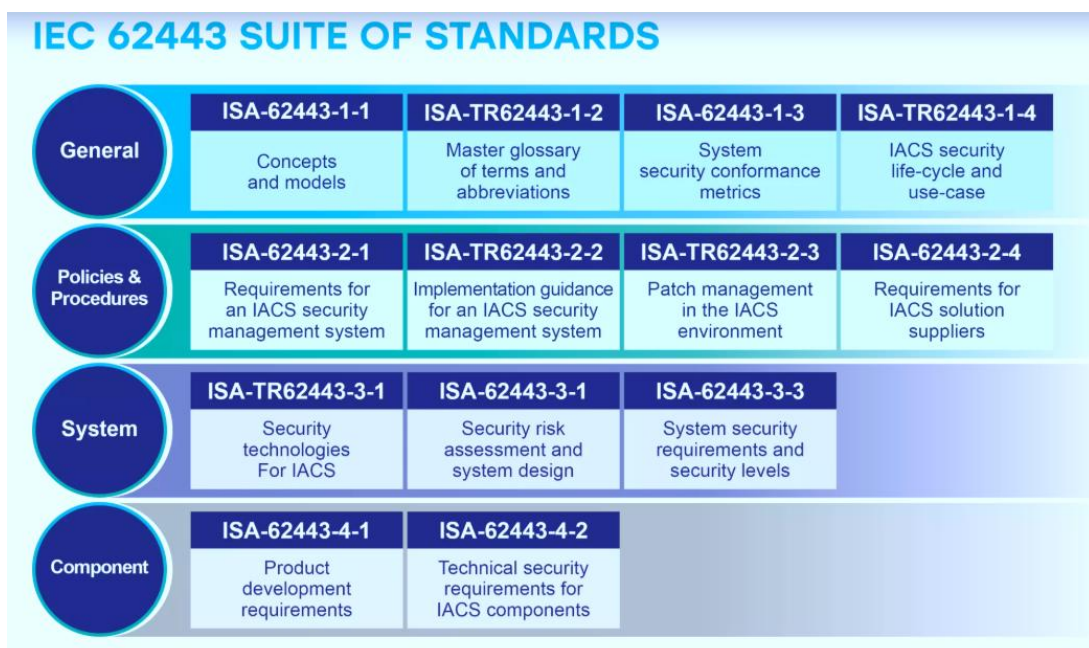 IEC 62443 SUITE OF STANDARDS
General
ISA-62443-1-1
Concepts
and models
ISA-TR62443-1-2
Master glossary
of terms and
abbreviations
ISA-62443-1-3
System
security conformance
metrics
ISA-TR62443-1-4
IACS security
life-cycle and
use-case
Policies &
Procedures
ISA-62443-2-1
Requirements for
an IACS security
management system
ISA-TR62443-2-2
Implementation guidance
for an IACS security
management system
ISA-TR62443-2-3
Patch management
in the IACS
environment
ISA-62443-2-4
Requirements for
IACS solution
suppliers
System
ISA-TR62443-3-1
Security
technologies
For IACS
ISA-62443-3-1
Security risk
assessment and
system design
ISA-62443-3-3
System security
requirements and
security levels
Component
ISA-62443-4-1
Product
development
requirements
ISA-62443-4-2
Technical security
requirements for
IACS components